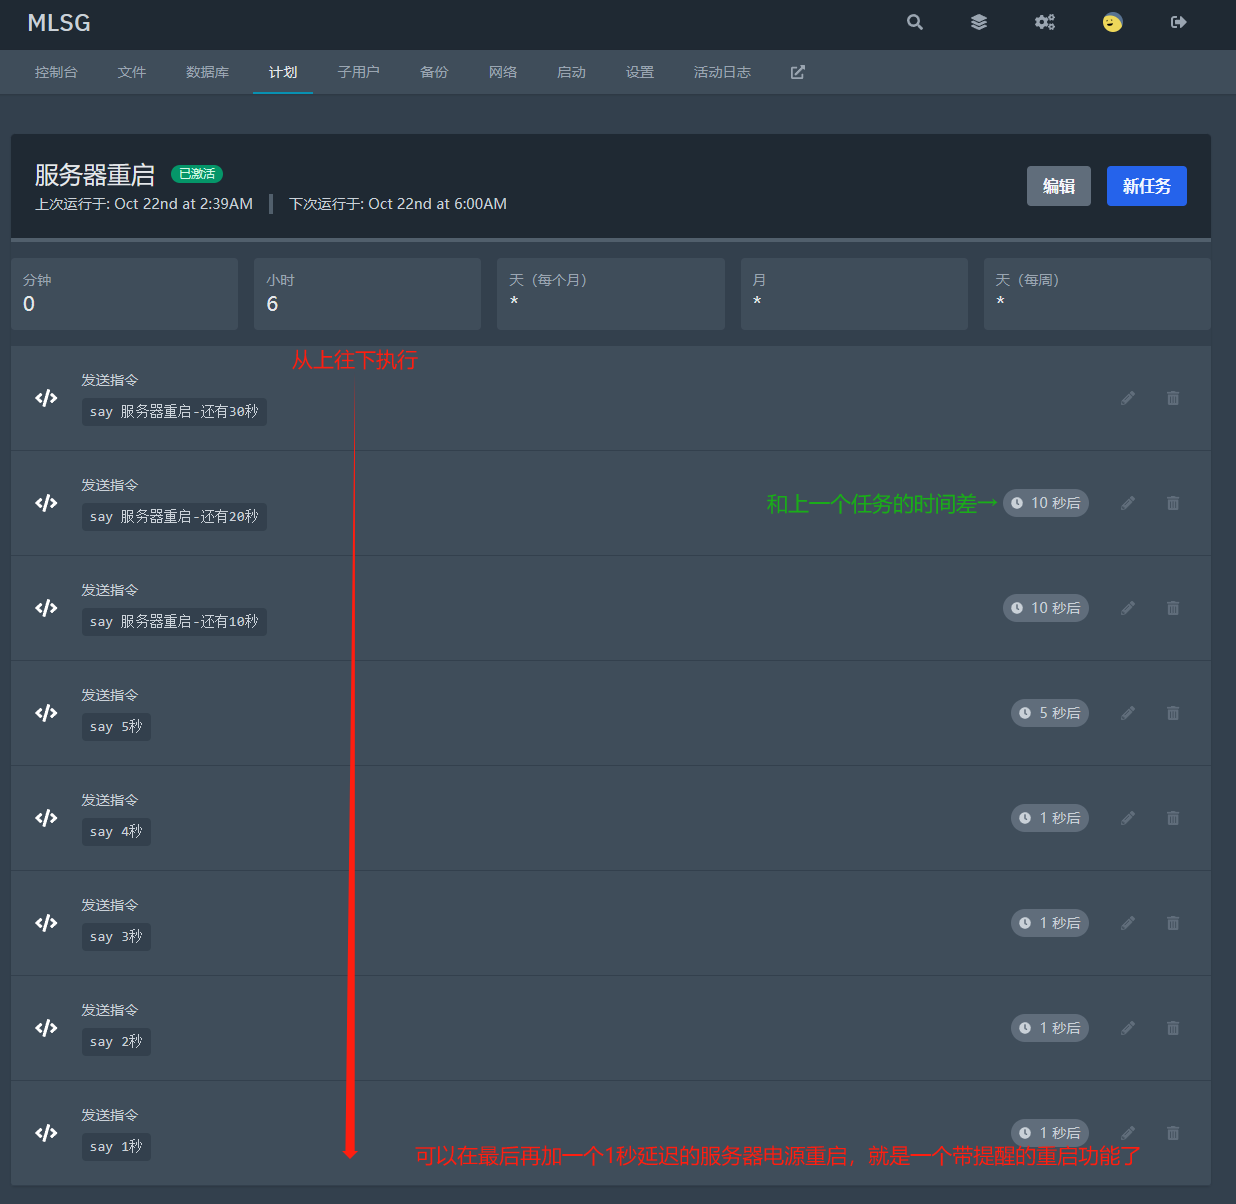 MLSG
控制台 文件 数据库 计划 子用户 备份 网络 启动 设置 活动日志
服务器重启 已激活
上次运行于: Oct 22nd at 2:39AM 下次运行于: Oct 22nd at 6:00AM
编辑 新任务
分钟 小时 天（每个月） 月 天（每周）
0 6 * * *
从上往下执行
发送指令
say 服务器重启-还有30秒
发送指令
say 服务器重启-还有20秒
和上一个任务的时间差→ 10 秒后
发送指令
say 服务器重启-还有10秒
10 秒后
发送指令
say 5秒
5 秒后
发送指令
say 4秒
1 秒后
发送指令
say 3秒
1 秒后
发送指令
say 2秒
1 秒后
发送指令
say 1秒
1 秒后
可以在最后再加一个1秒延迟的服务器电源重启，就是一个带提醒的重启功能了